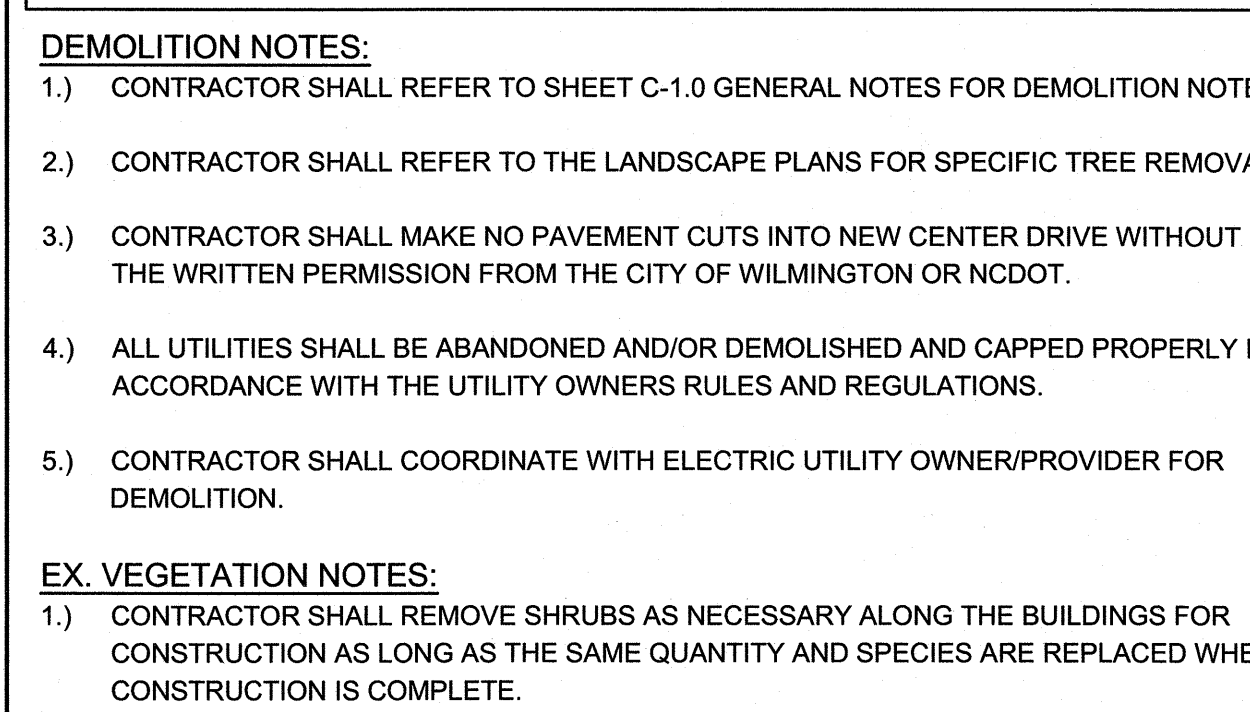 DEMOLITION NOTES:
1.) CONTRACTOR SHALL REFER TO SHEET C-1.0 GENERAL NOTES FOR DEMOLITION
2.) CONTRACTOR SHALL REFER TO THE LANDSCAPE PLANS FOR SPECIFIC TREE
3.) CONTRACTOR SHALL MAKE NO PAVEMENT CUTS INTO NEW CENTER DRIVE WITHOUT
THE WRITTEN PERMISSION FROM THE CITY OF WILMINGTON OR NCDOT.
4.) ALL UTILITIES SHALL BE ABANDONED AND/OR DEMOLISHED AND CAPPED PROPERLY
ACCORDANCE WITH THE UTILITY OWNERS RULES AND REGULATIONS.
5.) CONTRACTOR SHALL COORDINATE WITH ELECTRIC UTILITY OWNER/PROVIDER FOR
DEMOLITION.
EX. VEGETATION NOTES:
1.) CONTRACTOR SHALL REMOVE SHRUBS AS NECESSARY ALONG THE BUILDINGS FOR
CONSTRUCTION AS LONG AS THE SAME QUANTITY AND SPECIES ARE REPLACED
CONSTRUCTION IS COMPLETE.